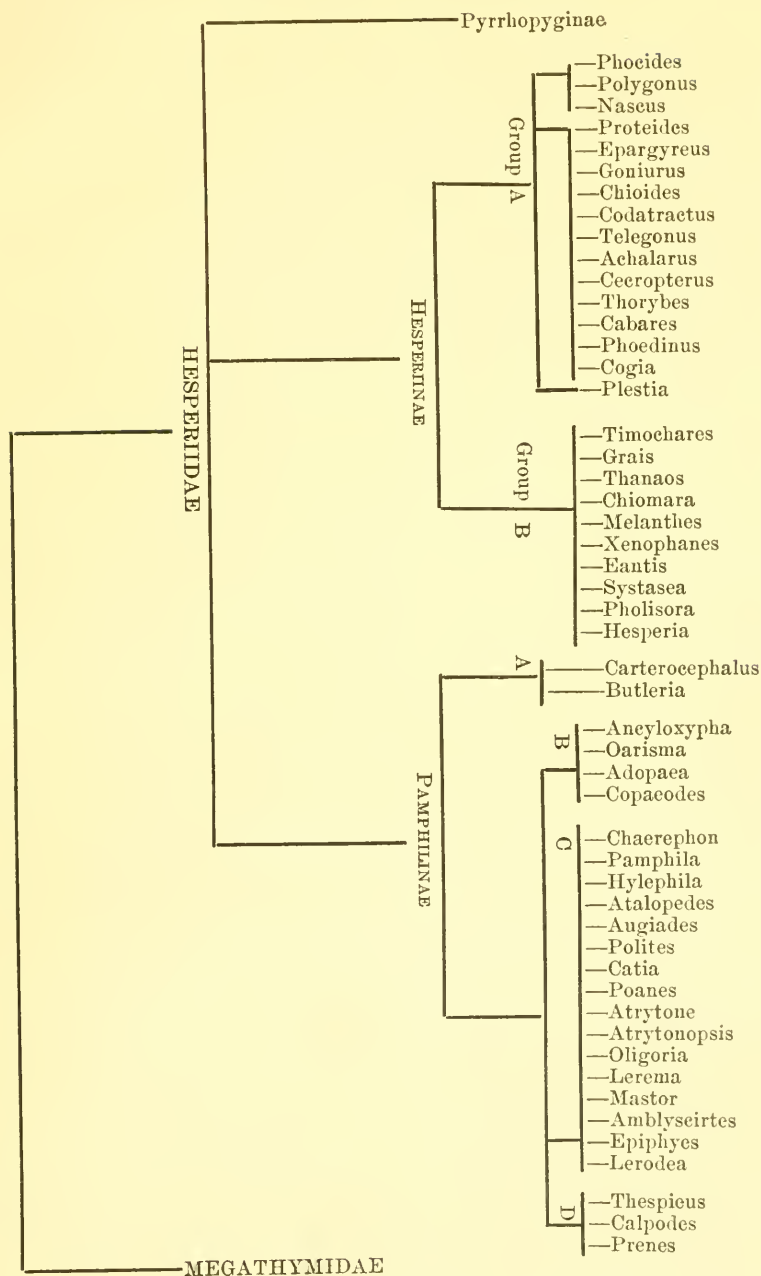 Pyrrhopyginae
Phocides
Polygonus
Nascus
Proteides
Epargyreus
Goniurus
Chioides
Codatractus
Telegonus
Achalarus
Cecropterus
Thorybes
Cabares
Phoedinus
Cogia
Plestia
Group A
HESPERIINAE
Timochares
Grais
Thanaos
Chiomara
Melanthes
Xenophanes
Eantis
Systasea
Pholisora
Hesperia
Group B
HESPERIIDAE
Carterocephalus
Butleria
A
Ancyloxypha
Oarisma
Adopaea
Copaeodes
B
PAMPHILINAE
Chaerephon
Pamphila
Hylephila
Atalopedes
Augiades
Polites
Catia
Poanes
Atrytone
Atrytonopsis
Oligoria
Lerema
Mastor
Amblyscirtes
Epiphyes
Lerodea
C
Thespieus
Calpodes
Prenes
D
MEGATHYMIDAE